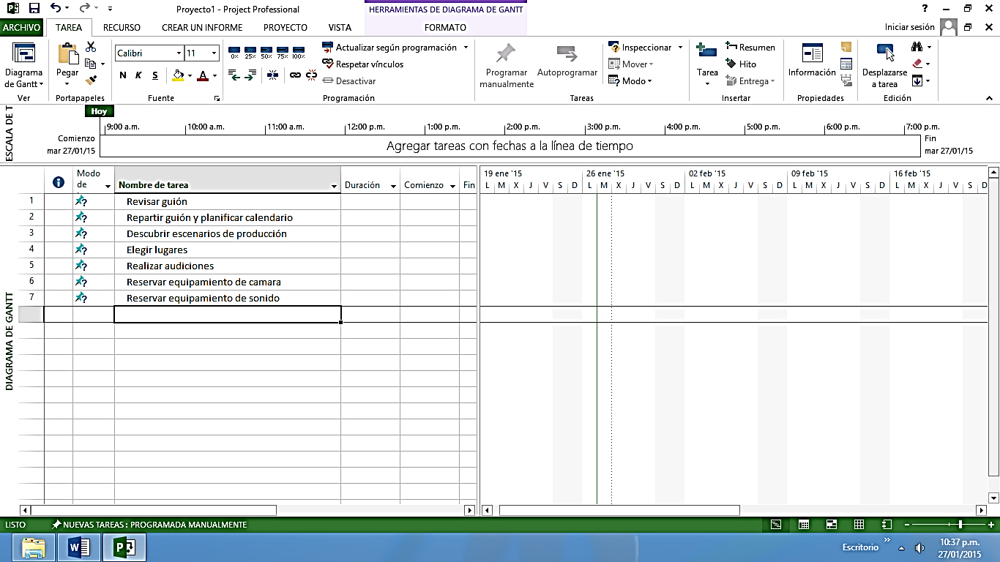 Proyecto1 - Project Professional
HERRAMIENTAS DE DIAGRAMA DE GANTT
?
ARCHIVO TAREA RECURSO CREAR UN INFORME PROYECTO VISTA FORMATO Iniciar sesión
Diagrama de Gantt
Ver
Pegar
Portapapeles
Calibri 11
N K S A
Fuente
0% 25% 50% 75% 100%
Actualizar según programación
Respetar vínculos
Desactivar
Programación
Programar manualmente
Autoprogramar
Inspeccionar
Mover
Modo
Tareas
Tarea
Resumen
Hito
Entrega
Insertar
Información
Propiedades
Desplazarse a tarea
Edición
ESCALA DE T
Hoy
9:00 a.m. 10:00 a.m. 11:00 a.m. 12:00 p.m. 1:00 p.m. 2:00 p.m. 3:00 p.m. 4:00 p.m. 5:00 p.m. 6:00 p.m. 7:00 p.m.
Comienzo
mar 27/01/15
Agregar tareas con fechas a la línea de tiempo
Fin
mar 27/01/15
Modo de Nombre de tarea Duración Comienzo Fin
19 ene '15 26 ene '15 02 feb '15 09 feb '15 16 feb '15
L M X J V S D L M X J V S D L M X J V S D L M X J V S D L M X J V S D
1 Revisar guión
2 Repartir guión y planificar calendario
3 Descubrir escenarios de producción
4 Elegir lugares
5 Realizar audiciones
6 Reservar equipamiento de camara
7 Reservar equipamiento de sonido
DIAGRAMA DE GANTT
LISTO NUEVAS TAREAS : PROGRAMADA MANUALMENTE
Escritorio
10:37 p.m.
27/01/2015